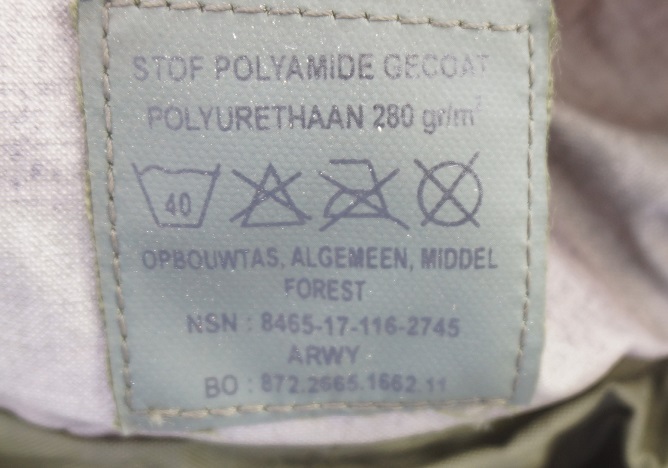 STOF POLYAMIDE GECOAT
POLYURETHAAN 280 gr/m²
40
OPBOUWTAS, ALGEMEEN, MIDDEL
FOREST
NSN : 8465-17-116-2745
ARWY
BO : 872.2665.1662.11